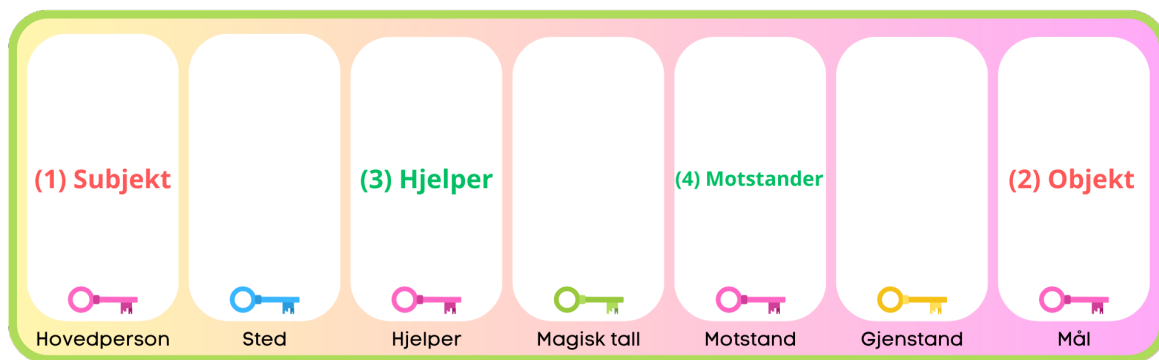 (1) Subjekt
(3) Hjelper
(4) Motstander
(2) Objekt
Hovedperson
Sted
Hjelper
Magisk tall
Motstand
Gjenstand
Mål